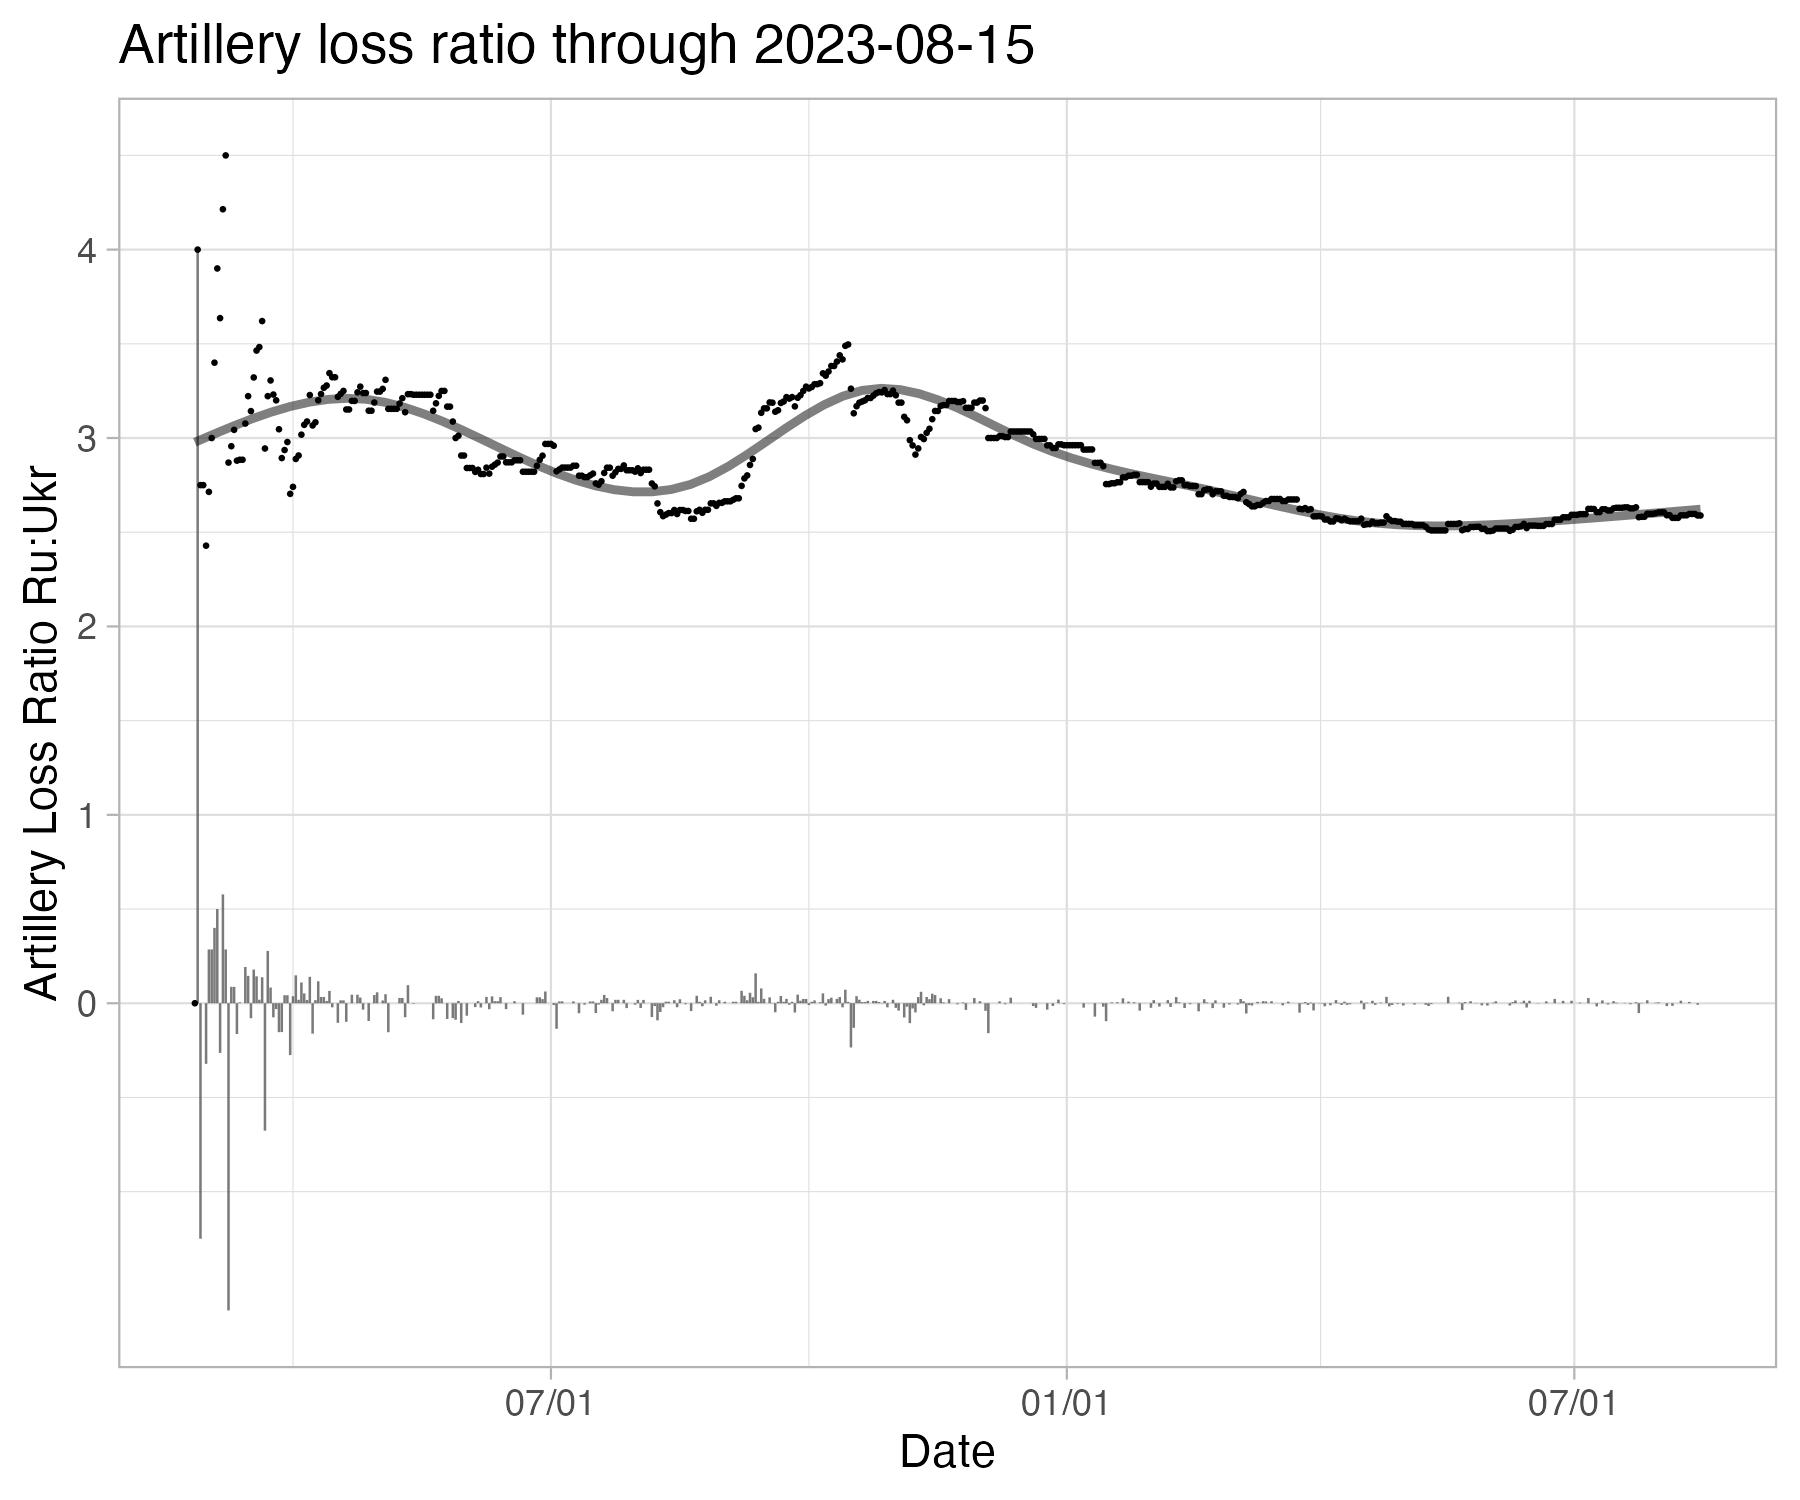 Artillery loss ratio through 2023-08-15
Artillery Loss Ratio Ru:Ukr
4
3
2
1
0
07/01
01/01
07/01
Date